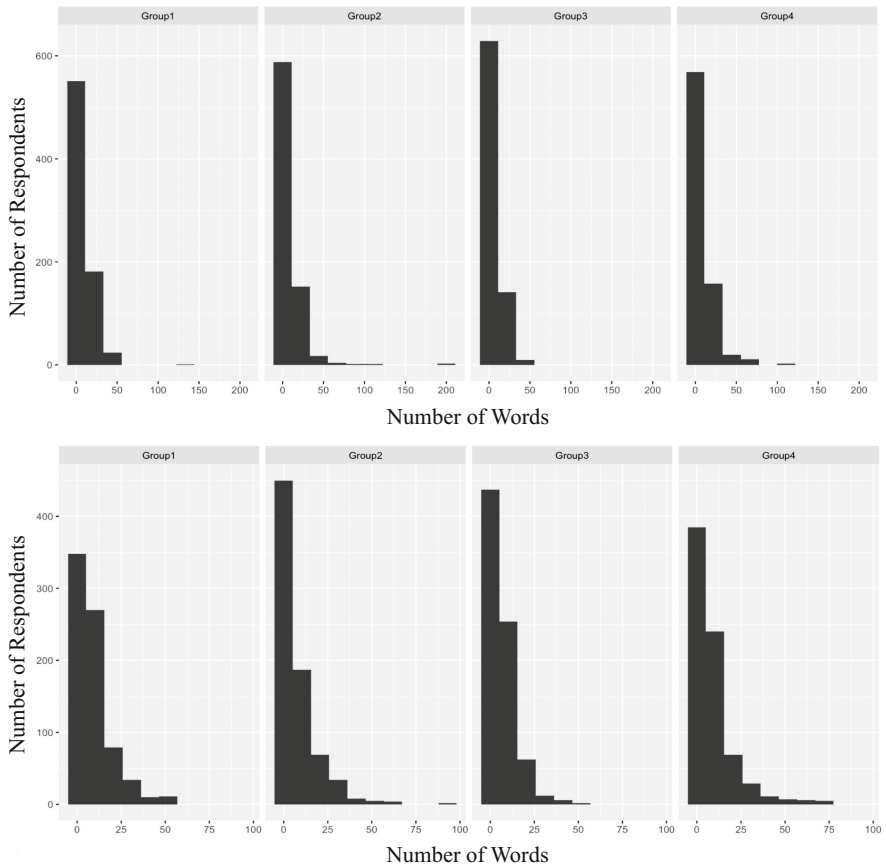 Group1 Group2 Group3 Group4
600
400
200
0
Number of Respondents
0 50 100 150 200 0 50 100 150 200 0 50 100 150 200 0 50 100 150 200
Number of Words
Group1 Group2 Group3 Group4
400
300
200
100
0
Number of Respondents
0 25 50 75 100 0 25 50 75 100 0 25 50 75 100 0 25 50 75 100
Number of Words